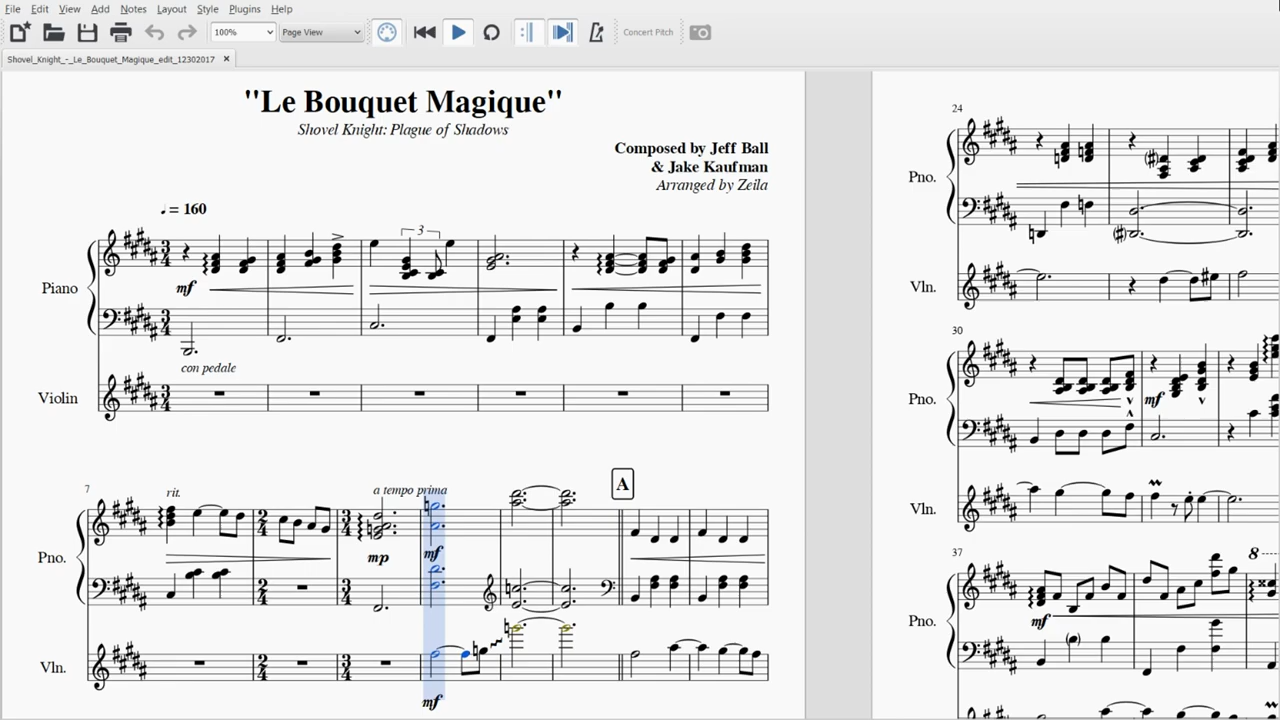 File Edit View Add Notes Layout Style Plugins Help
100% Page View Concert Pitch
Shovel_Knight_-_Le_Bouquet_Magique_edit_12302017 ×
"Le Bouquet Magique"
Shovel Knight: Plague of Shadows
Composed by Jeff Ball
& Jake Kaufman
Arranged by Zeila
♩ = 160
3
Piano
mf
con pedale
Violin
7
rit.
a tempo prima
A
Pno.
mp
mf
Vln.
mf
24
Pno.
Vln.
30
Pno.
mf
Vln.
37
8
Pno.
mf